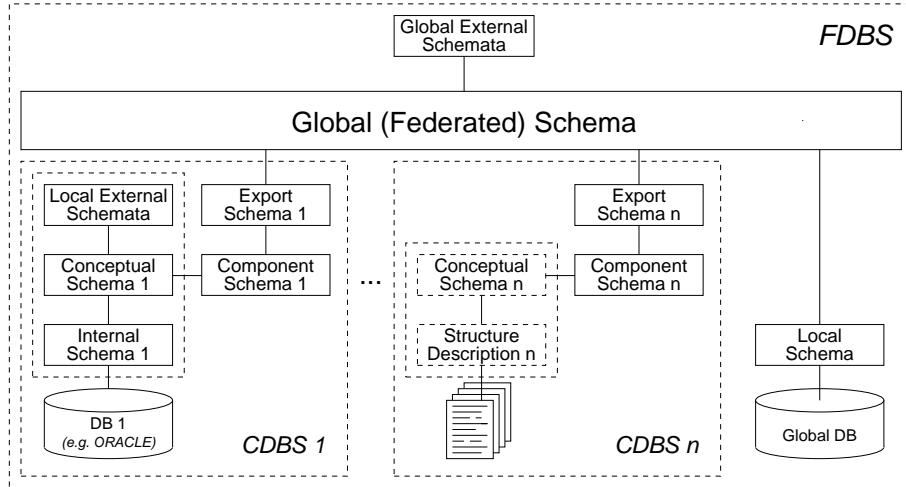 Global External
Schemata
FDBS
Global (Federated) Schema
Local External
Schemata
Export
Schema 1
Conceptual
Schema 1
Component
Schema 1
Internal
Schema 1
DB 1
(e.g. ORACLE)
CDBS 1
...
Export
Schema n
Conceptual
Schema n
Component
Schema n
Structure
Description n
CDBS n
Local
Schema
Global DB